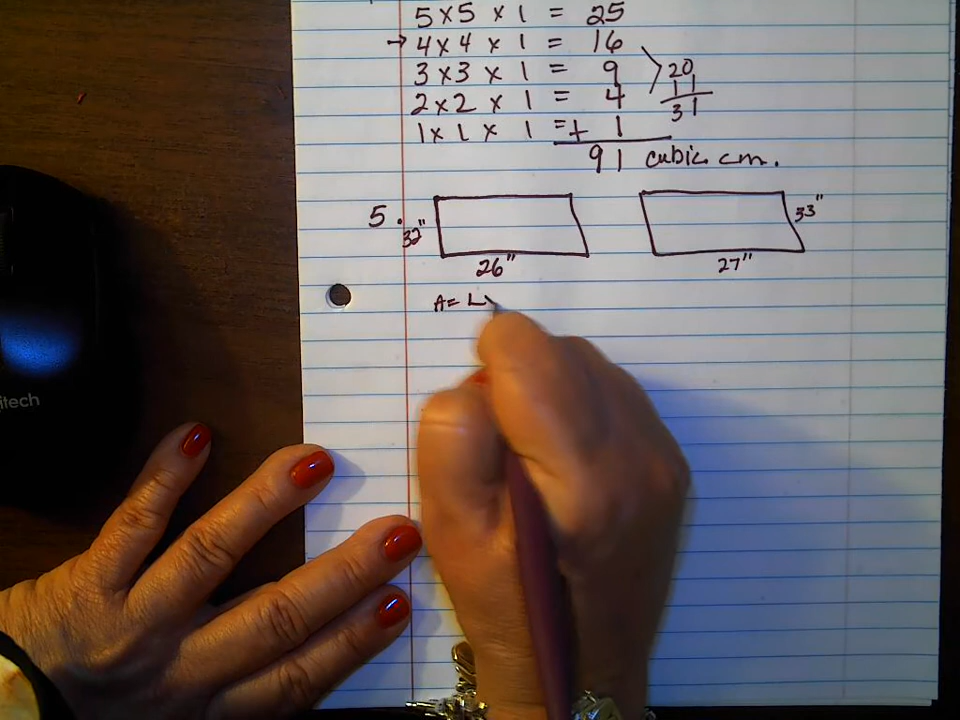 5 x 5 x 1 = 25
→ 4 x 4 x 1 = 16
3 x 3 x 1 = 9
20
2 x 2 x 1 = 4
11
31
1 x 1 x 1 = + 1
91 cubic cm.
5.
32"
33"
26"
27"
A = L
itech